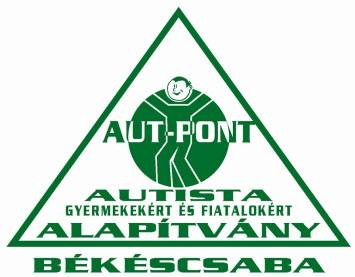 AUT-PONT
AUTISTA
GYERMEKEKÉRT ÉS FIATALOKÉRT
ALAPÍTVÁNY
BÉKÉSCSABA